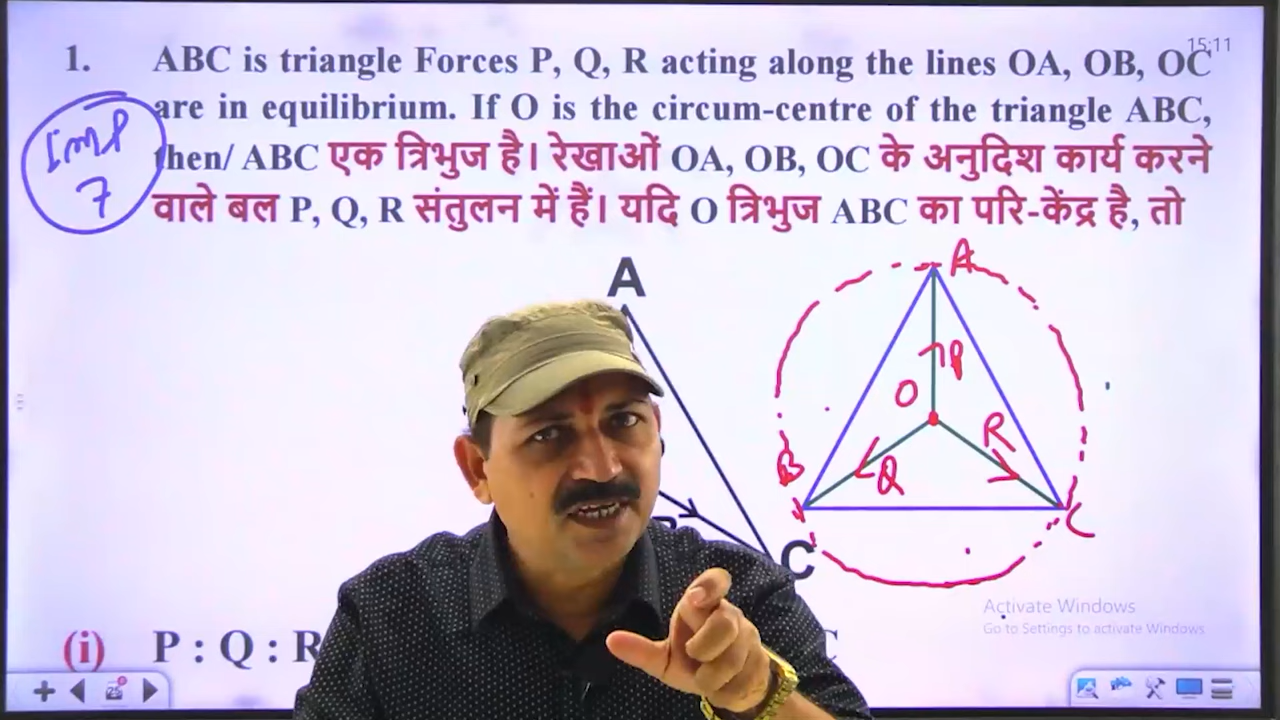 15:11
1. ABC is triangle Forces P, Q, R acting along the lines OA, OB, OC
are in equilibrium. If O is the circum-centre of the triangle ABC,
then/ ABC एक त्रिभुज है। रेखाओं OA, OB, OC के अनुदिश कार्य करने
वाले बल P, Q, R संतुलन में हैं। यदि O त्रिभुज ABC का परि-केंद्र है, तो
IMP
7
A
A
P
O
R
B
Q
C
C
Activate Windows
Go to Settings to activate Windows
(i) P : Q : R
25